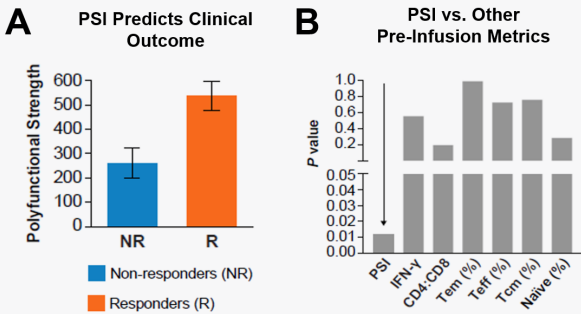 A
PSI Predicts Clinical
Outcome
Polyfunctional Strength
600
500
400
300
200
100
0
NR
R
Non-responders (NR)
Responders (R)
B
PSI vs. Other
Pre-Infusion Metrics
P value
1.0
0.8
0.6
0.4
0.2
0.05
0.04
0.03
0.02
0.01
0.00
PSI
IFN-γ
CD4:CD8
Tem (%)
Teff (%)
Tcm (%)
Naïve (%)